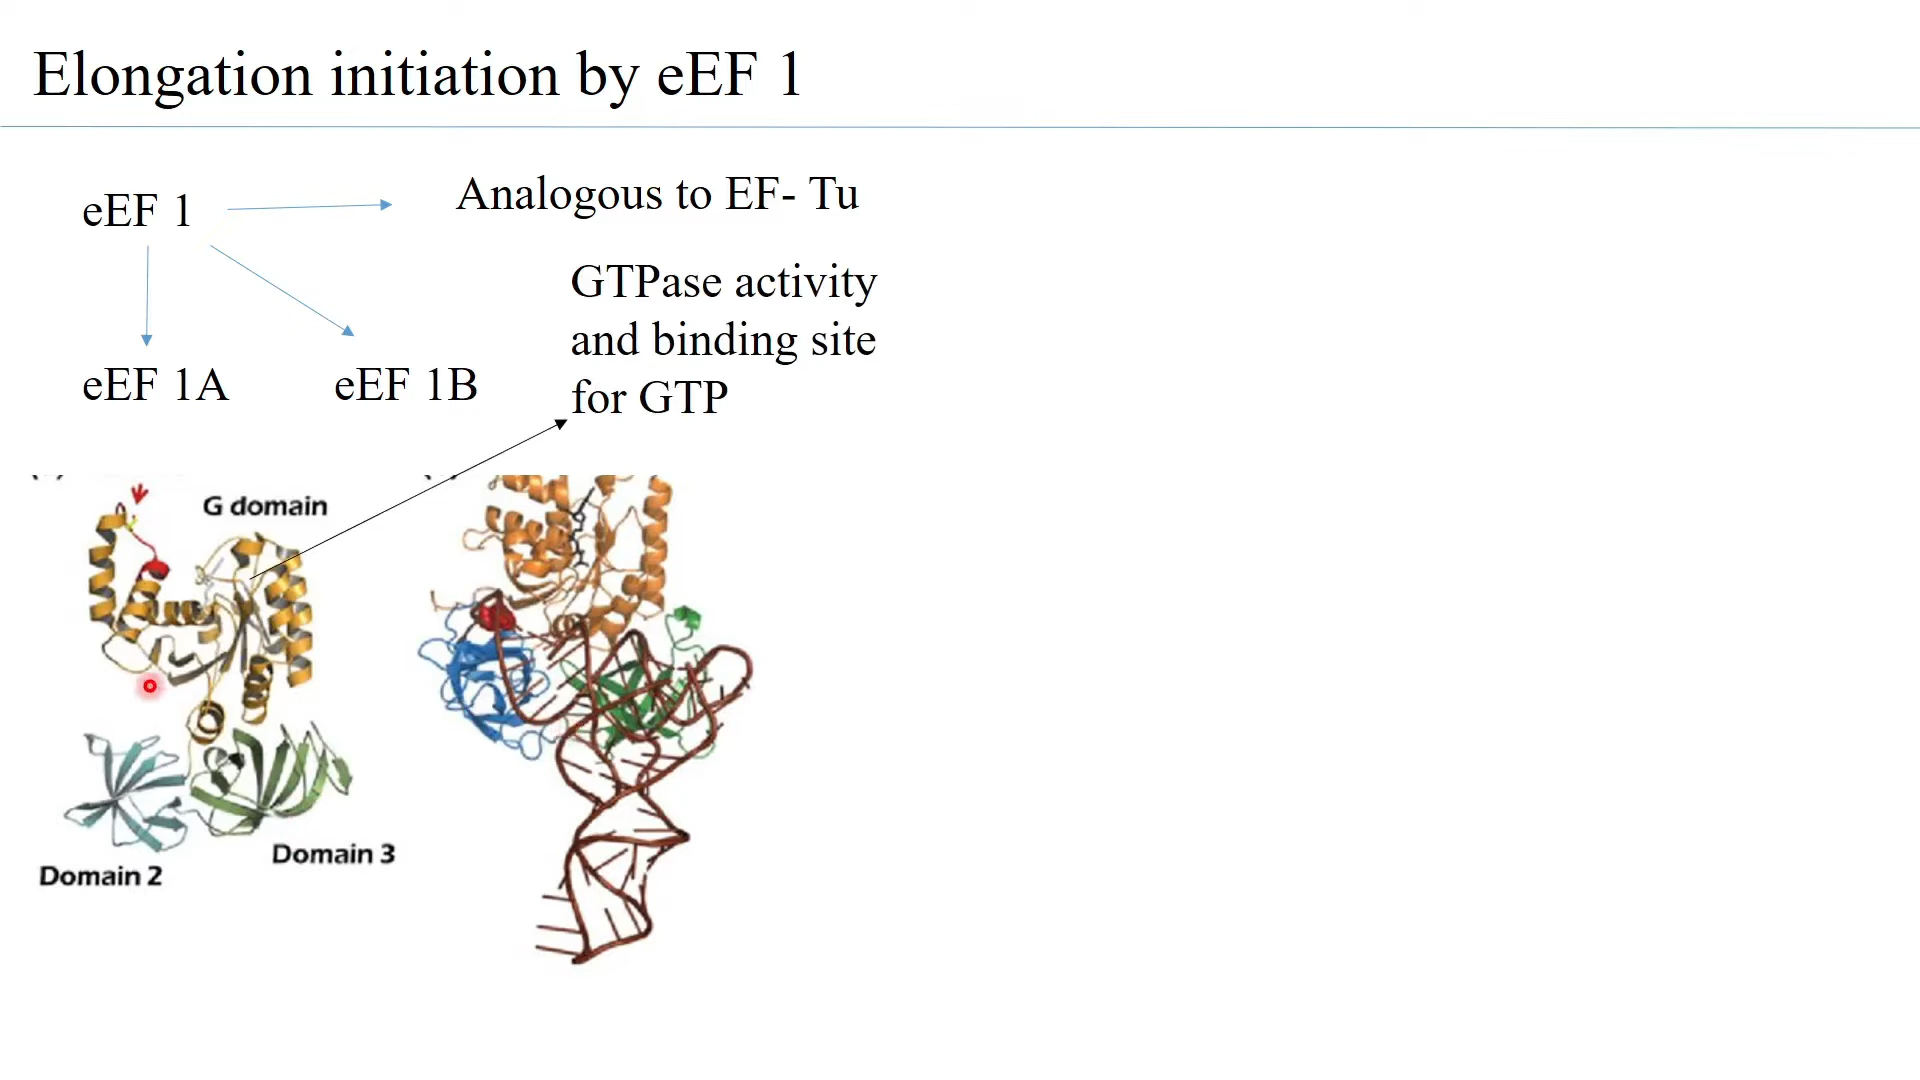 Elongation initiation by eEF 1
eEF 1
Analogous to EF- Tu
GTPase activity
and binding site
for GTP
eEF 1A
eEF 1B
G domain
Domain 2
Domain 3